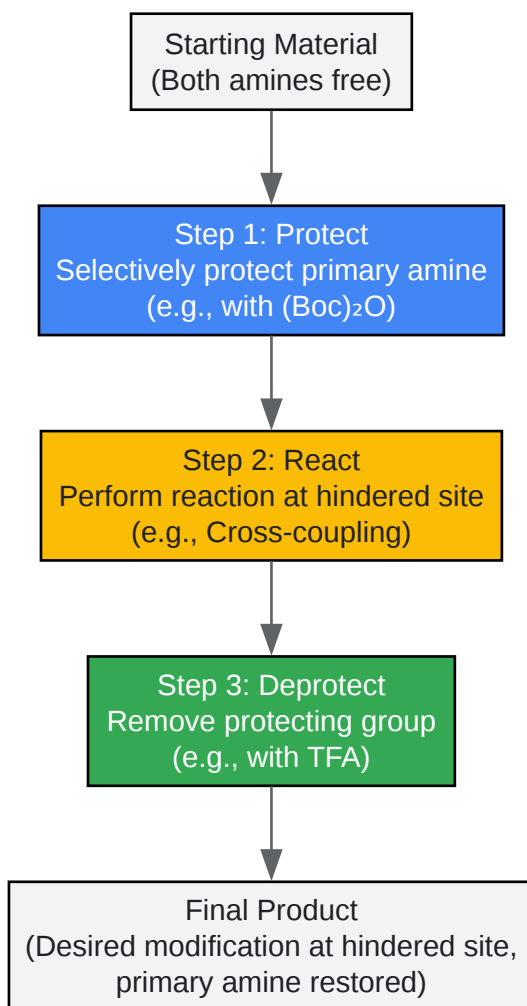 Starting Material
(Both amines free)
Step 1: Protect
Selectively protect primary amine
(e.g., with (Boc)₂O)
Step 2: React
Perform reaction at hindered site
(e.g., Cross-coupling)
Step 3: Deprotect
Remove protecting group
(e.g., with TFA)
Final Product
(Desired modification at hindered site,
primary amine restored)